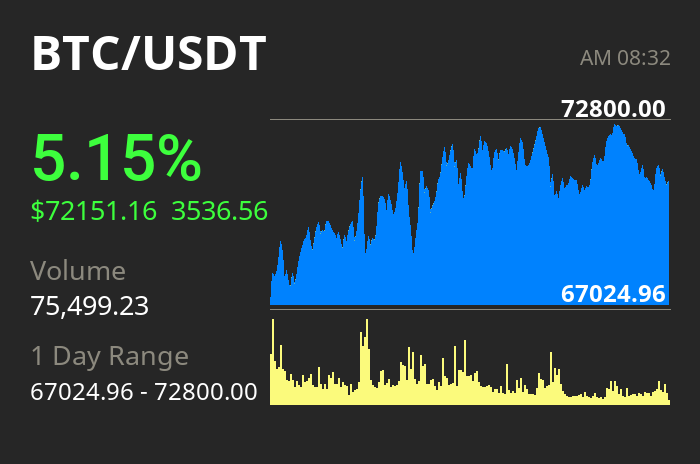 BTC/USDT
AM 08:32
72800.00
5.15%
$72151.16 3536.56
Volume
75,499.23
67024.96
1 Day Range
67024.96 - 72800.00